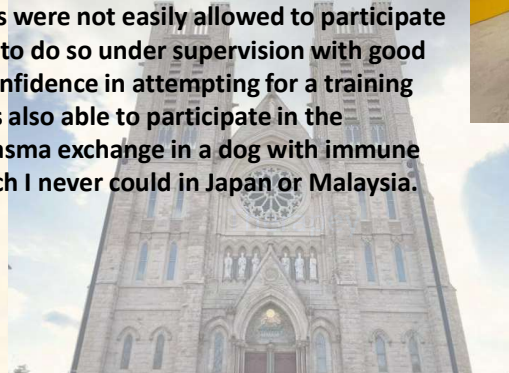 s were not easily allowed to participate
to do so under supervision with good
nfidence in attempting for a training
s also able to participate in the
asma exchange in a dog with immune
ch I never could in Japan or Malaysia.